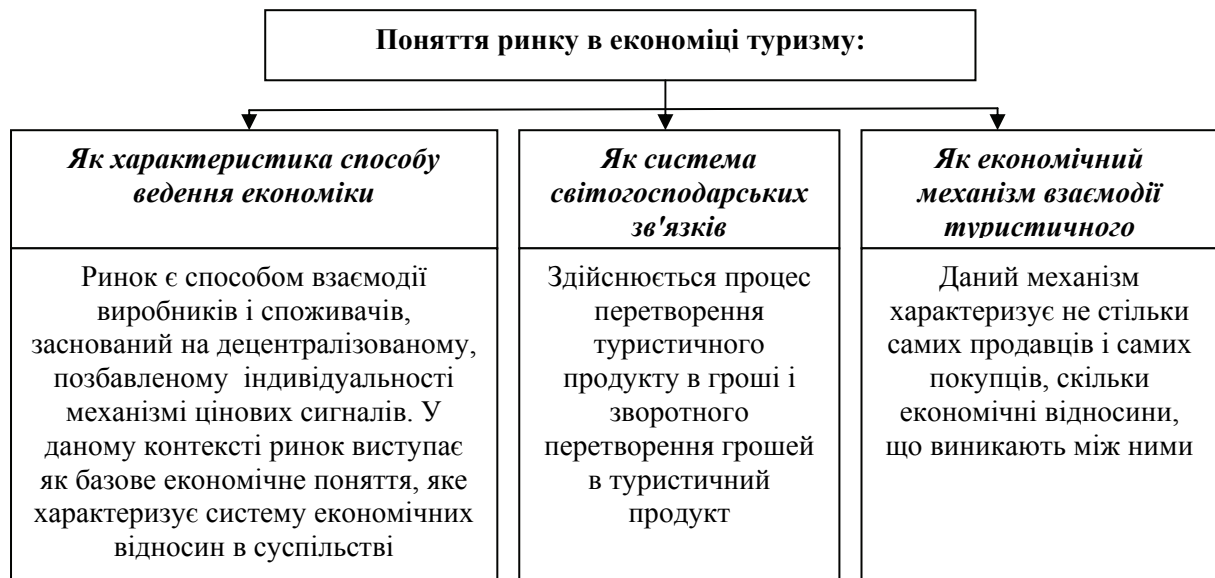 Поняття ринку в економіці туризму:
Як характеристика способу
ведення економіки
Ринок є способом взаємодії
виробників і споживачів,
заснований на децентралізованому,
позбавленому індивідуальності
механізмі цінових сигналів. У
даному контексті ринок виступає
як базове економічне поняття, яке
характеризує систему економічних
відносин в суспільстві
Як система
світогосподарських
зв'язків
Здійснюється процес
перетворення
туристичного
продукту в гроші і
зворотного
перетворення грошей
в туристичний
продукт
Як економічний
механізм взаємодії
туристичного
Даний механізм
характеризує не стільки
самих продавців і самих
покупців, скільки
економічні відносини,
що виникають між ними